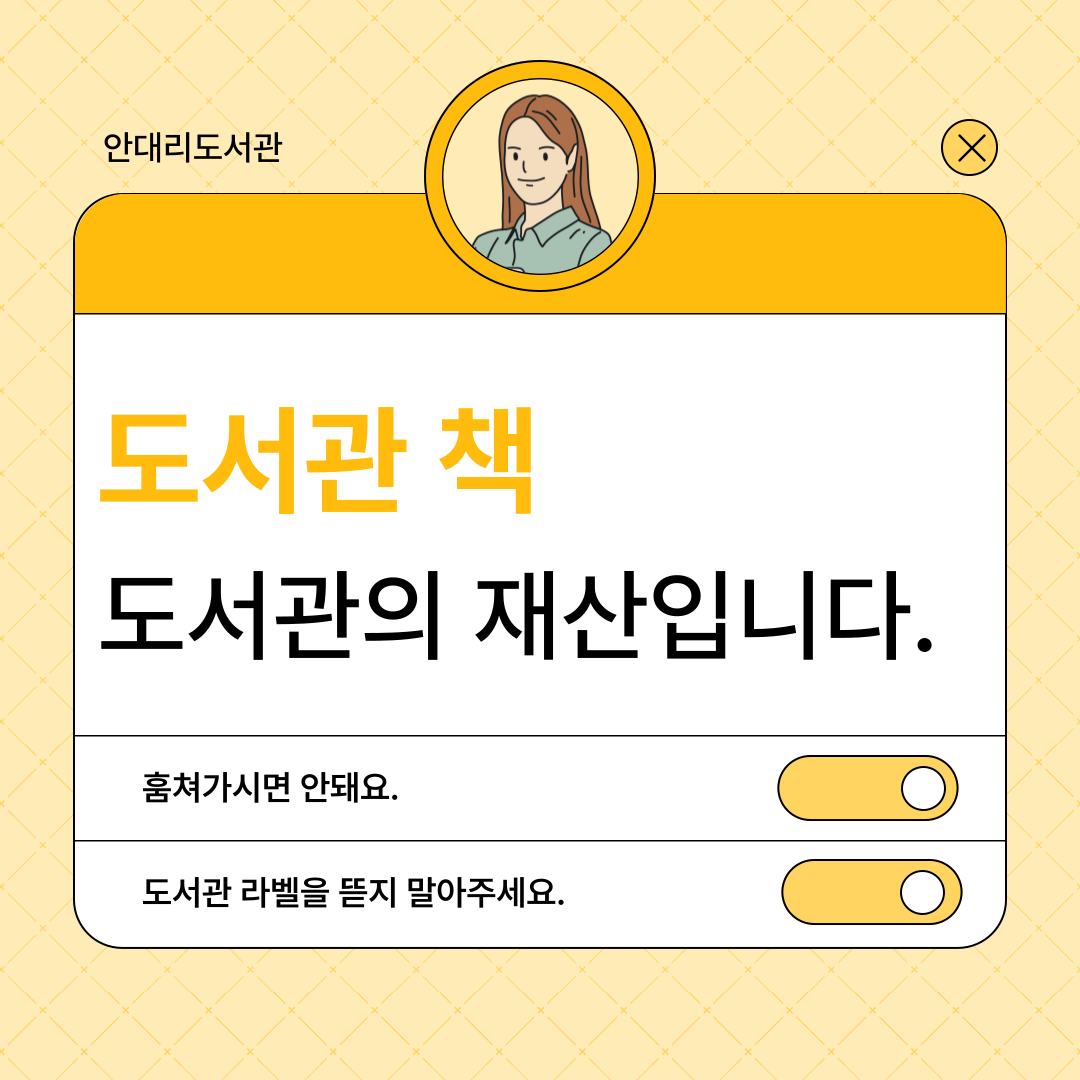 안대리도서관
도서관 책
도서관의 재산입니다.
훔쳐가시면 안돼요.
도서관 라벨을 뜯지 말아주세요.